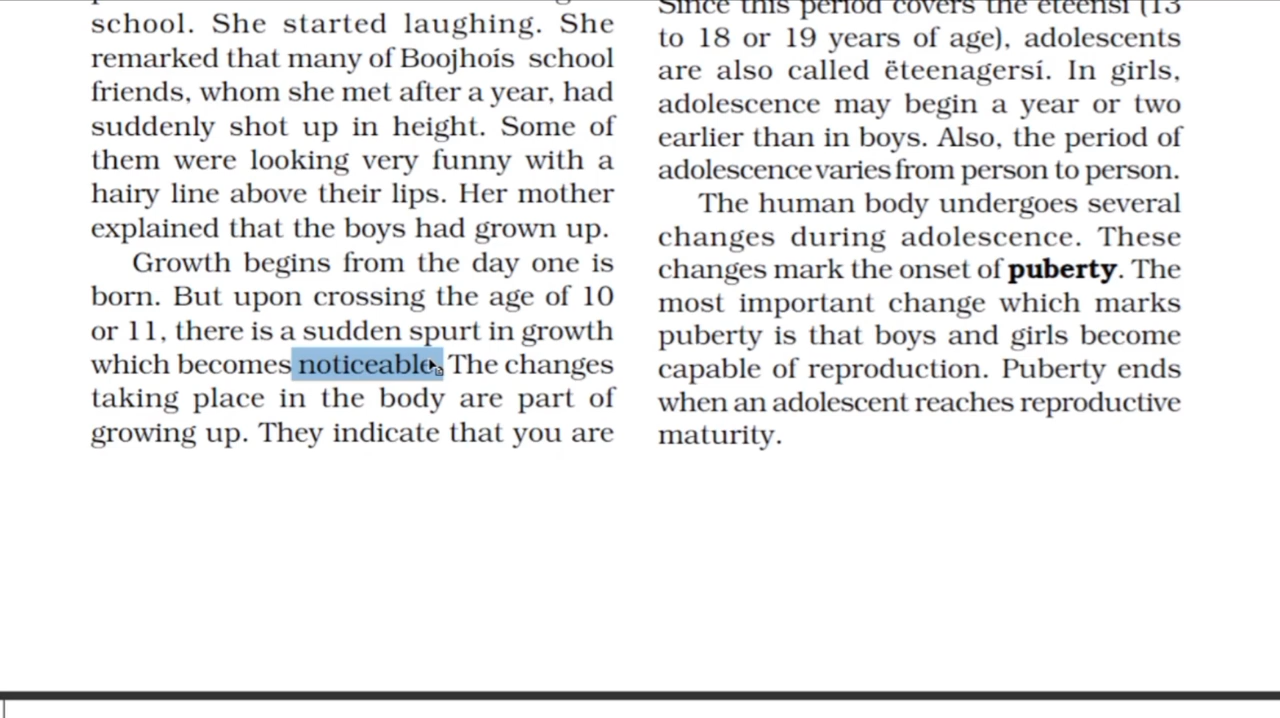 school. She started laughing. She
remarked that many of Boojhoís school
friends, whom she met after a year, had
suddenly shot up in height. Some of
them were looking very funny with a
hairy line above their lips. Her mother
explained that the boys had grown up.
Growth begins from the day one is
born. But upon crossing the age of 10
or 11, there is a sudden spurt in growth
which becomes noticeable. The changes
taking place in the body are part of
growing up. They indicate that you are
Since this period covers the ëteensí (13
to 18 or 19 years of age), adolescents
are also called ëteenagersí. In girls,
adolescence may begin a year or two
earlier than in boys. Also, the period of
adolescence varies from person to person.
The human body undergoes several
changes during adolescence. These
changes mark the onset of puberty. The
most important change which marks
puberty is that boys and girls become
capable of reproduction. Puberty ends
when an adolescent reaches reproductive
maturity.